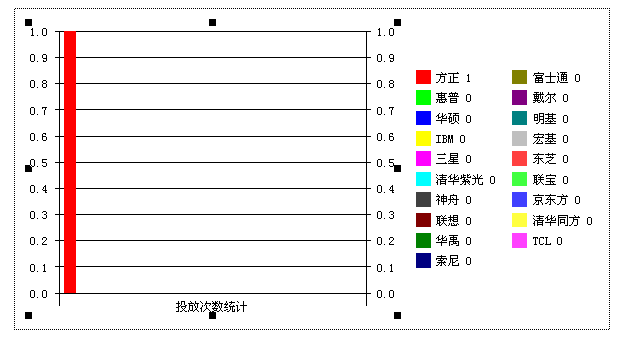 1.0 1.0
0.9 0.9
0.8 0.8
0.7 0.7
0.6 0.6
0.5 0.5
0.4 0.4
0.3 0.3
0.2 0.2
0.1 0.1
0.0 0.0
投放次数统计
方正 1
惠普 0
华硕 0
IBM 0
三星 0
清华紫光 0
神舟 0
联想 0
华禹 0
索尼 0
富士通 0
戴尔 0
明基 0
宏基 0
东芝 0
联宝 0
京东方 0
清华同方 0
TCL 0